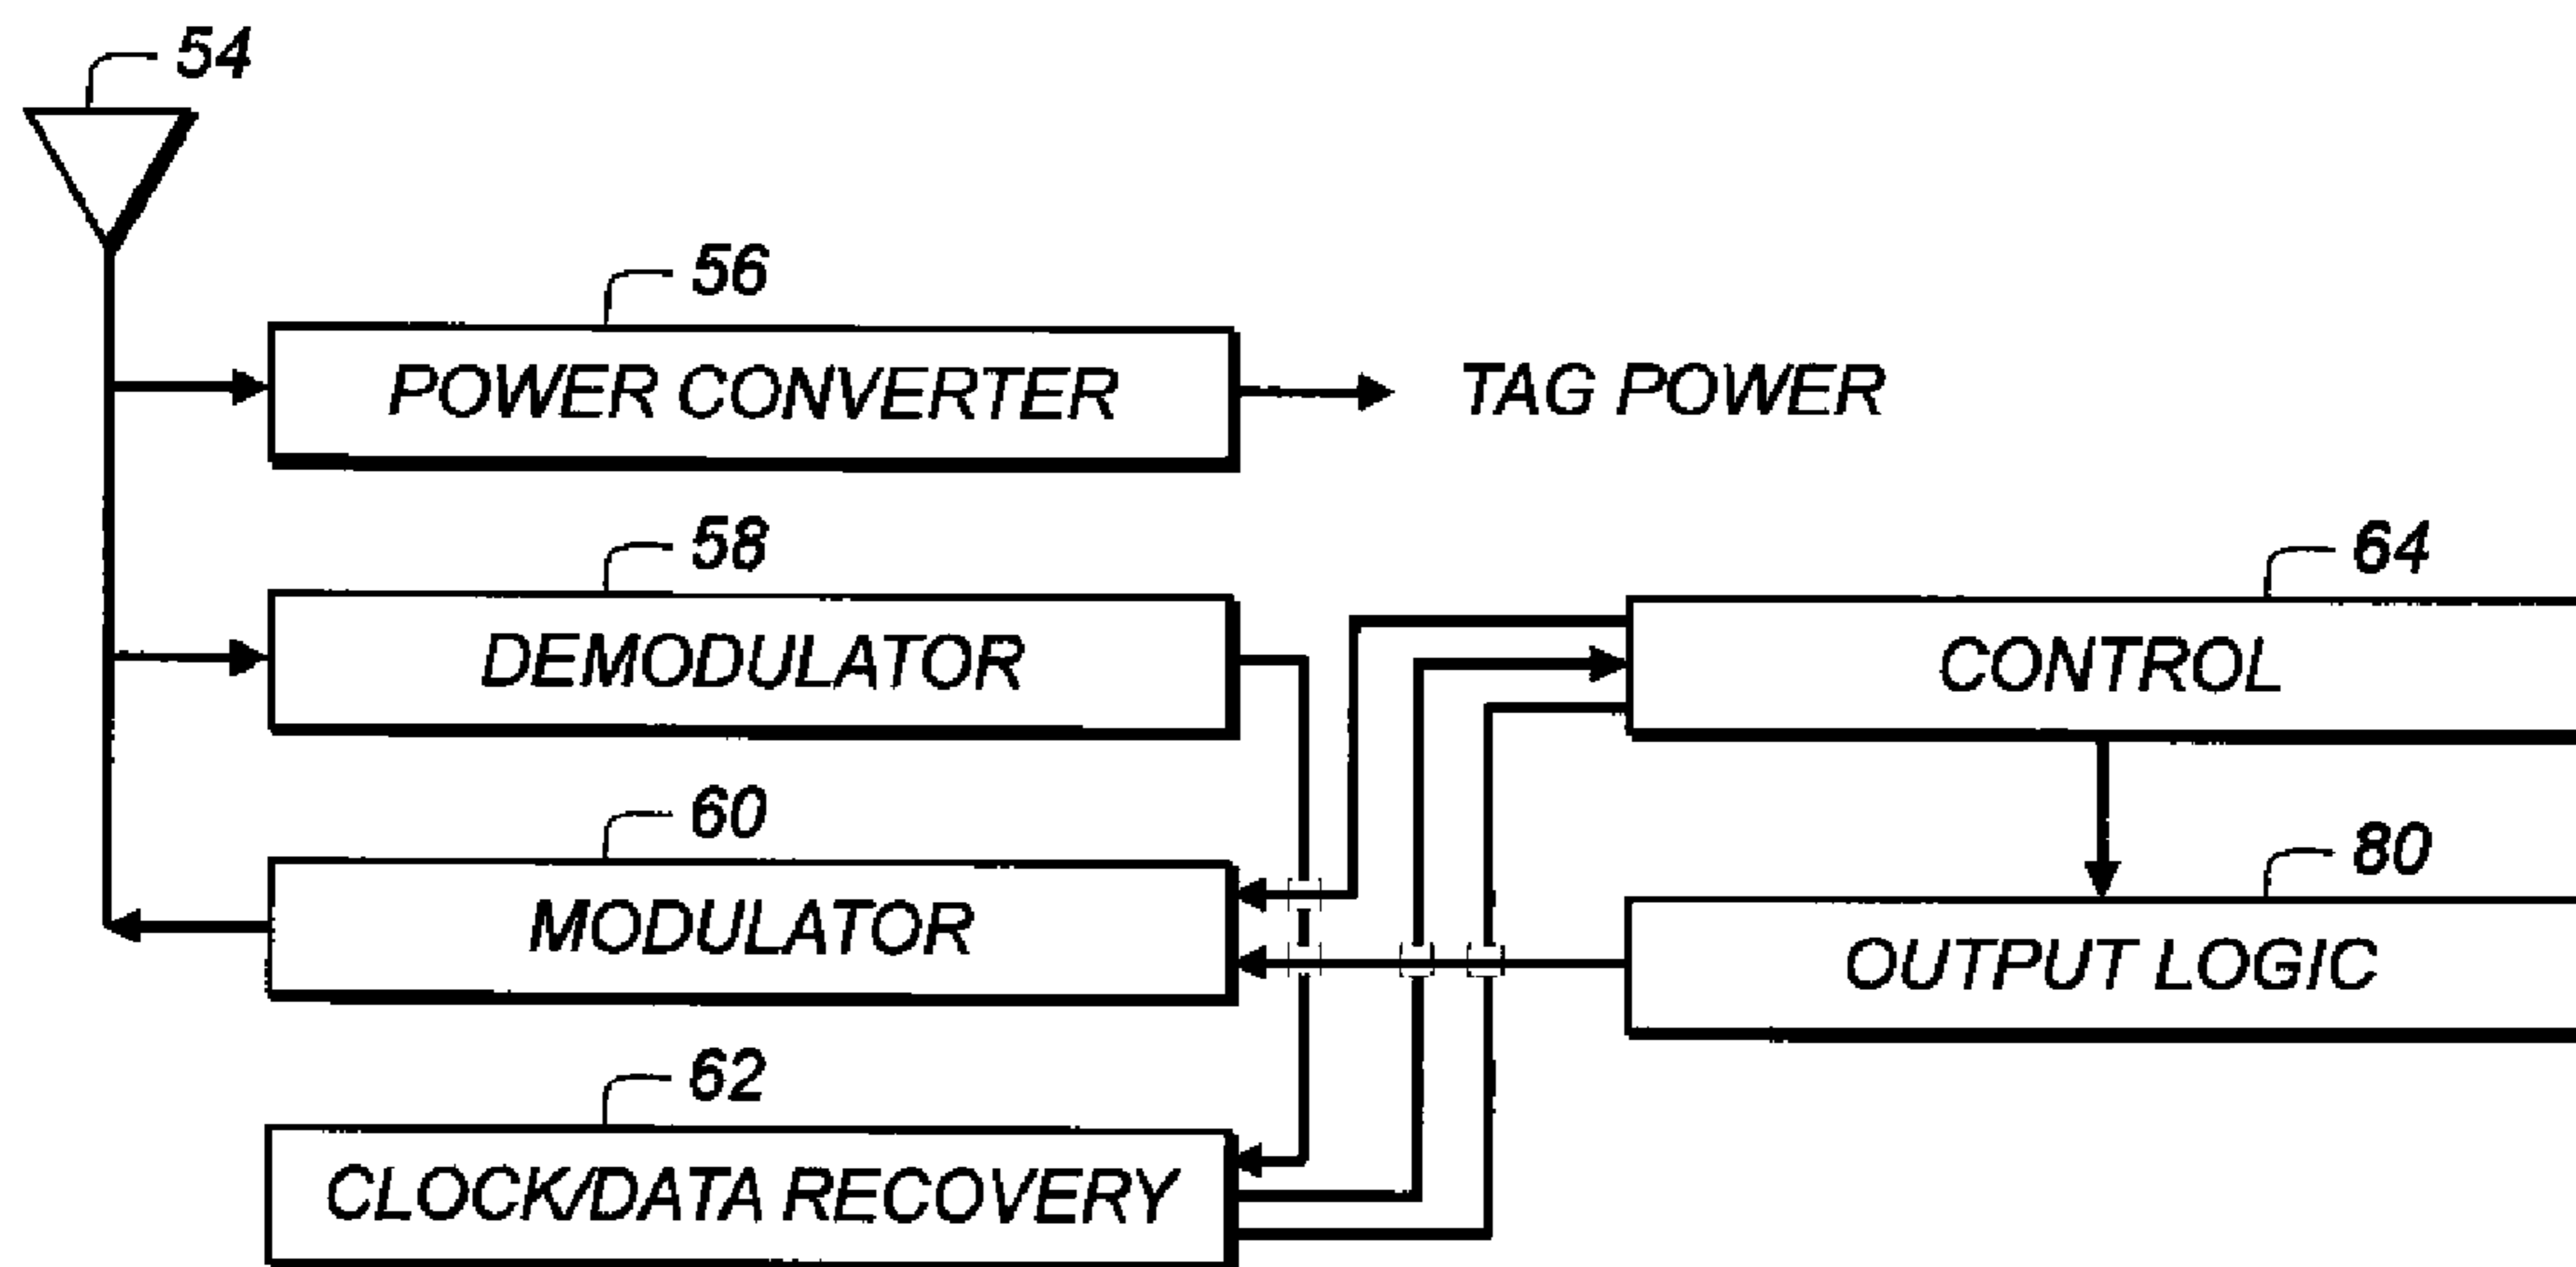 54
56
POWER CONVERTER
TAG POWER
58
DEMODULATOR
64
CONTROL
60
MODULATOR
80
OUTPUT LOGIC
62
CLOCK/DATA RECOVERY